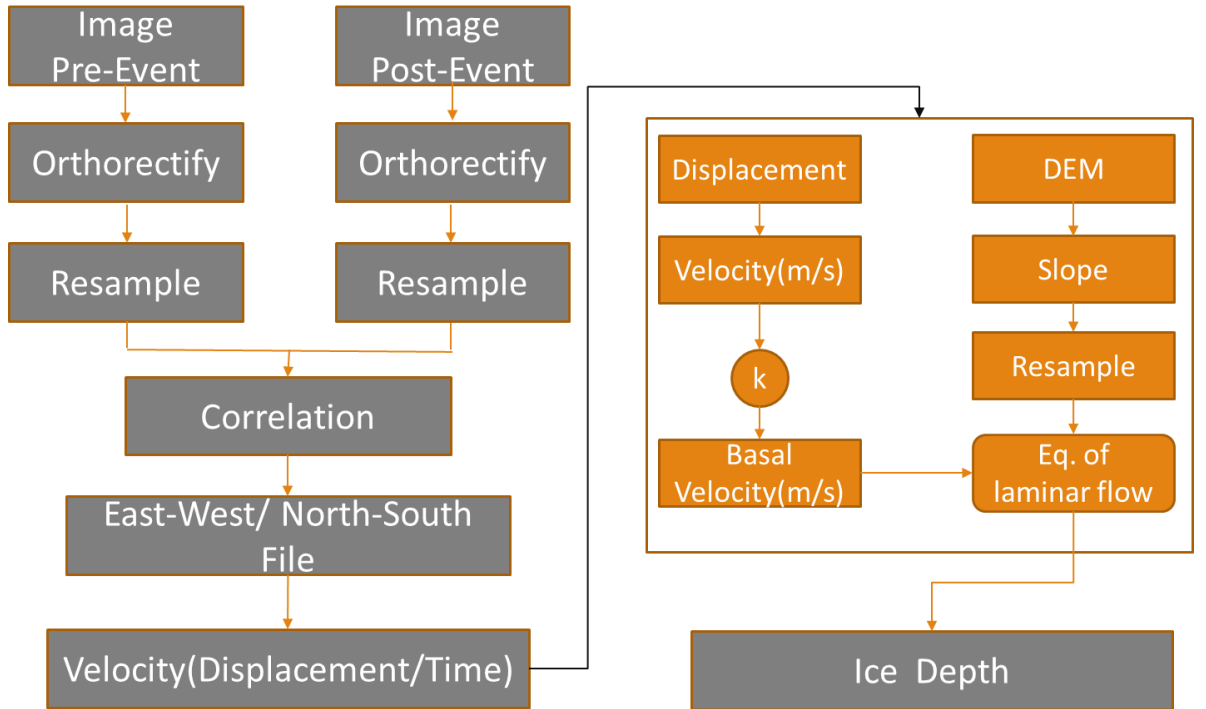 Image
Pre-Event
Image
Post-Event
Orthorectify
Orthorectify
Resample
Resample
Correlation
East-West/ North-South
File
Velocity(Displacement/Time)
Displacement
DEM
Velocity(m/s)
Slope
k
Resample
Basal
Velocity(m/s)
Eq. of
laminar flow
Ice Depth